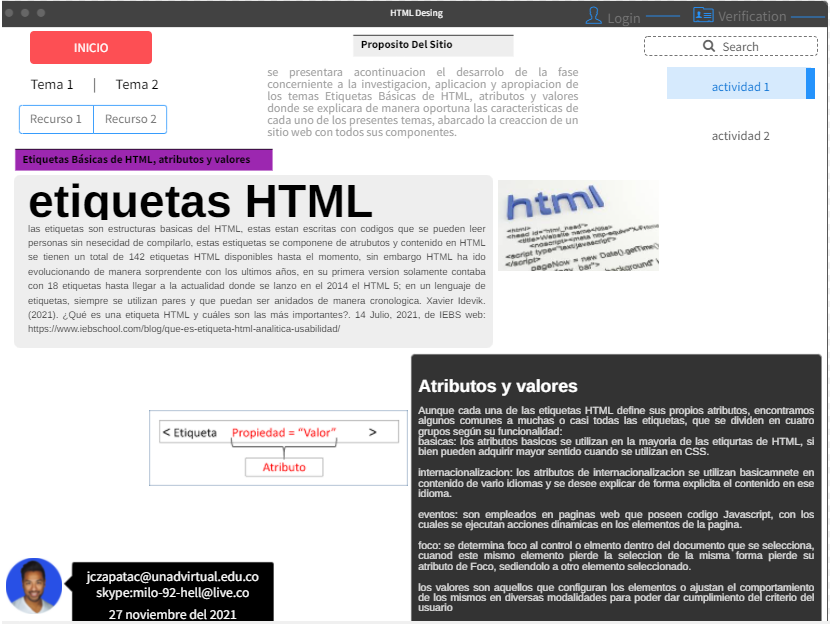 HTML Desing
Login
Verification
INICIO
Proposito Del Sitio
Search
Tema 1 | Tema 2
Recurso 1
Recurso 2
se presentara acontinuacion el desarrolo de la fase
concerniente a la investigacion, aplicacion y apropiacion de
los temas Etiquetas Básicas de HTML, atributos y valores
donde se explicara de manera oportuna las características de
cada uno de los presentes temas, abarcado la creaccion de un
sitio web con todos sus componentes.
actividad 1
actividad 2
Etiquetas Básicas de HTML, atributos y valores
etiquetas HTML
las etiquetas son estructuras basicas del HTML, estas estan escritas con codigos que se pueden leer
personas sin nesecidad de compilarlo, estas estiquetas se componene de atrubutos y contenido en HTML
se tienen un total de 142 etiquetas HTML disponibles hasta el momento, sin embargo HTML ha ido
evolucionando de manera sorprendente con los ultimos años, en su primera version solamente contaba
con 18 etiquetas hasta llegar a la actualidad donde se lanzo en el 2014 el HTML 5; en un lenguaje de
etiquetas, siempre se utilizan pares y que puedan ser anidados de manera cronologica. Xavier Idevik.
(2021). ¿Qué es una etiqueta HTML y cuáles son las más importantes?. 14 Julio, 2021, de IEBS web:
https://www.iebschool.com/blog/que-es-etiqueta-html-analitica-usabilidad/
html
<html>
<head id="html_head">
<title>Website name</title>
<script type="text/javascript">
</script>
pageNow = new Date().getTime()
< Etiqueta Propiedad = “Valor” >
Atributo
Atributos y valores
Aunque cada una de las etiquetas HTML define sus propios atributos, encontramos
algunos comunes a muchas o casi todas las etiquetas, que se dividen en cuatro
grupos según su funcionalidad:
basicas: los atributos basicos se utilizan en la mayoria de las etiqurtas de HTML, si
bien pueden adquirir mayor sentido cuando se utilizan en CSS.
internacionalizacion: los atributos de internacionalizacion se utilizan basicamnete en
contenido de vario idiomas y se desee explicar de forma explicita el contenido en ese
idioma.
eventos: son empleados en paginas web que poseen codigo Javascript, con los
cuales se ejecutan acciones dinamicas en los elementos de la pagina.
foco: se determina foco al control o elmento dentro del documento que se selecciona,
cuanod este mismo elemento pierde la seleccion de la misma forma pierde su
atributo de Foco, sediendolo a otro elemento seleccionado.
los valores son aquellos que configuran los elementos o ajustan el comportamiento
de los mismos en diversas modalidades para poder dar cumplimiento del criterio del
usuario
jczapatac@unadvirtual.edu.co
skype:milo-92-hell@live.co
27 noviembre del 2021